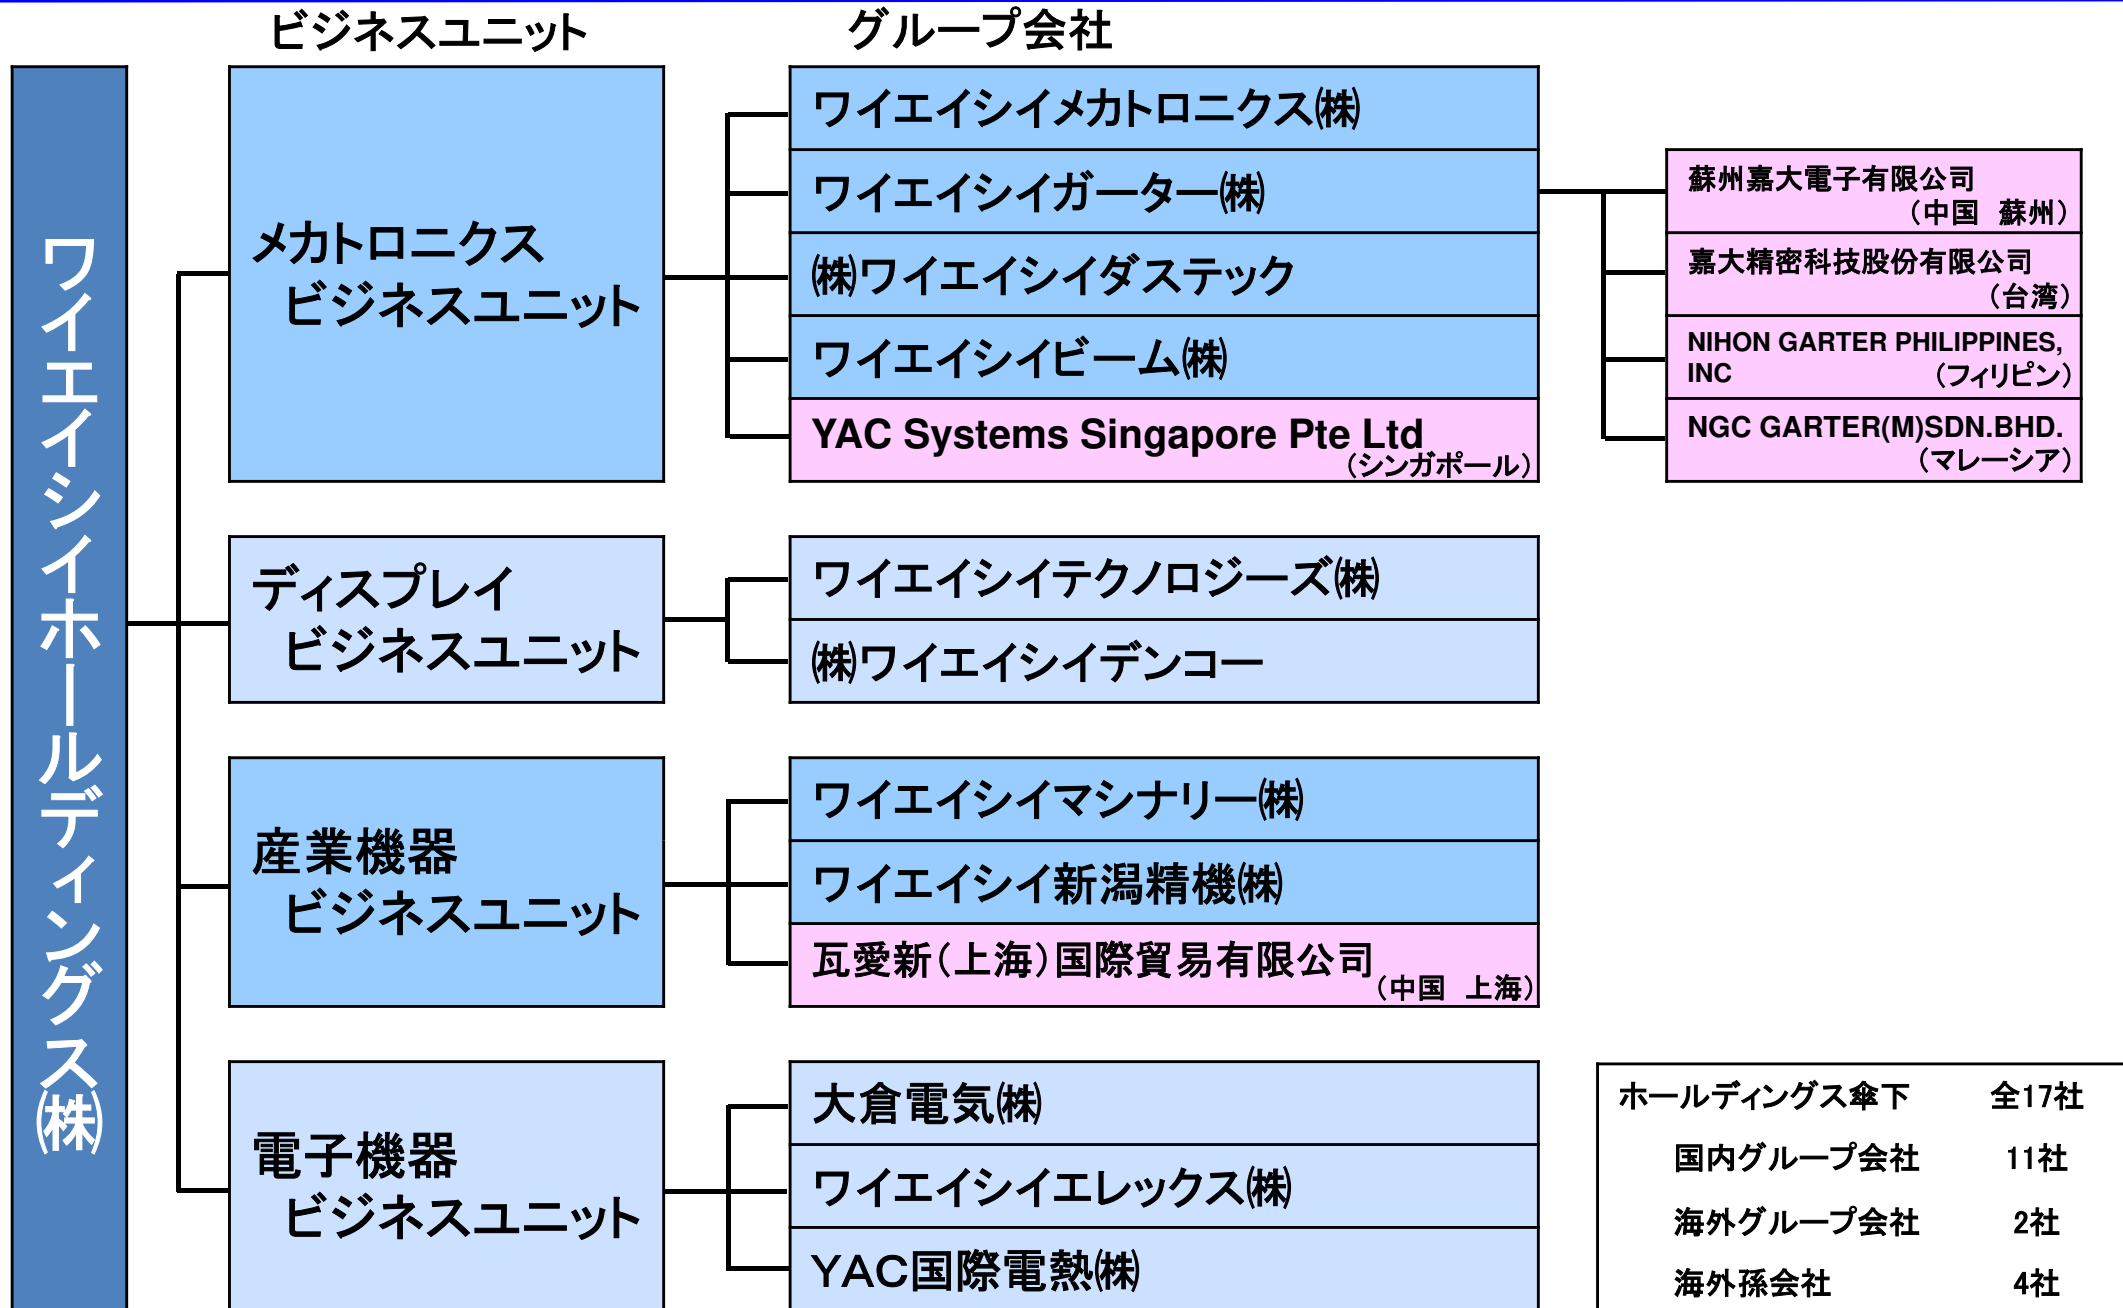 ビジネスユニット
グループ会社
ワイエイシイホールディングス㈱
メカトロニクス
ビジネスユニット
ワイエイシイメカトロニクス㈱
ワイエイシイガーター㈱
㈱ワイエイシイダステック
ワイエイシイビーム㈱
YAC Systems Singapore Pte Ltd
（シンガポール）
蘇州嘉大電子有限公司
（中国　蘇州）
嘉大精密科技股份有限公司
（台湾）
NIHON GARTER PHILIPPINES,
INC （フィリピン）
NGC GARTER(M)SDN.BHD.
（マレーシア）
ディスプレイ
ビジネスユニット
ワイエイシイテクノロジーズ㈱
㈱ワイエイシイデンコー
産業機器
ビジネスユニット
ワイエイシイマシナリー㈱
ワイエイシイ新潟精機㈱
瓦愛新（上海）国際貿易有限公司
（中国　上海）
電子機器
ビジネスユニット
大倉電気㈱
ワイエイシイエレックス㈱
YAC国際電熱㈱
ホールディングス傘下 全17社
国内グループ会社 11社
海外グループ会社 2社
海外孫会社 4社